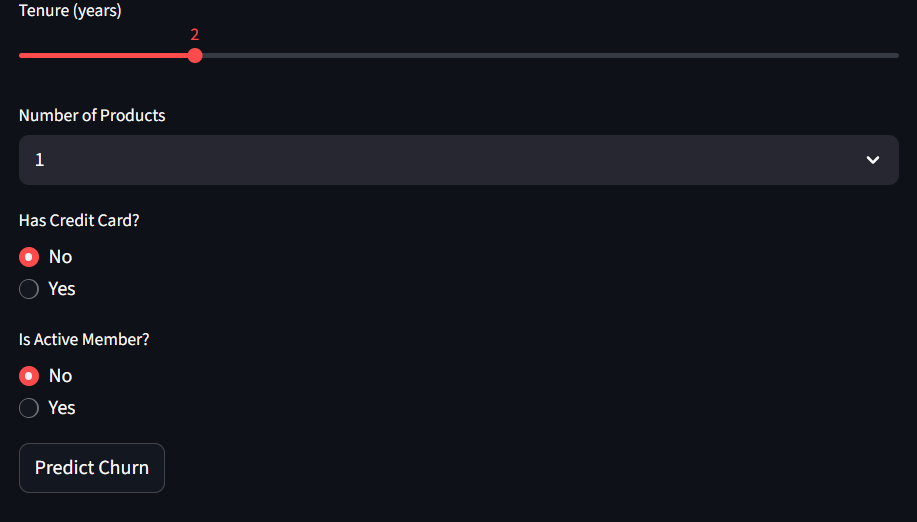 Tenure (years)
2
Number of Products
1
Has Credit Card?
No
Yes
Is Active Member?
No
Yes
Predict Churn